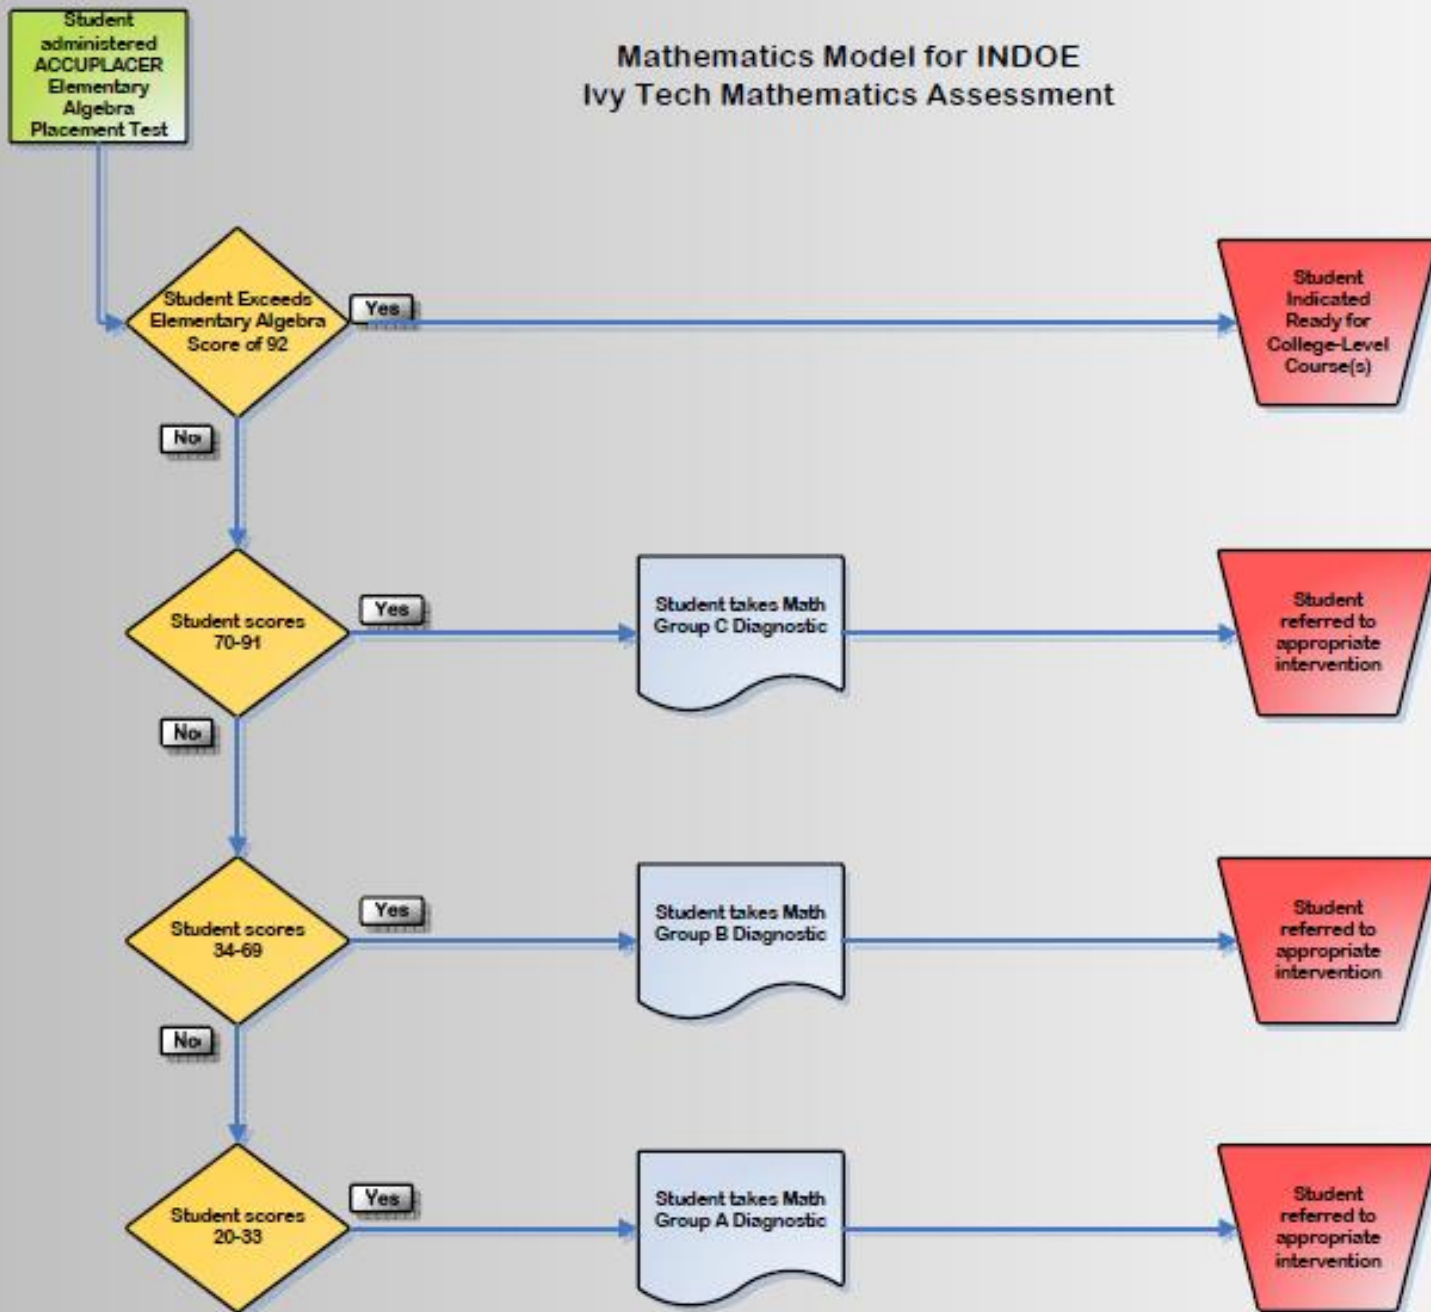 Student
administered
ACCUPLACER
Elementary
Algebra
Placement Test
Mathematics Model for INDOE
Ivy Tech Mathematics Assessment
Student Exceeds
Elementary Algebra
Score of 92
Yes
Student
Indicated
Ready for
College-Level
Course(s)
No
Student scores
70-91
Yes
Student takes Math
Group C Diagnostic
Student
referred to
appropriate
intervention
No
Student scores
34-69
Yes
Student takes Math
Group B Diagnostic
Student
referred to
appropriate
intervention
No
Student scores
20-33
Yes
Student takes Math
Group A Diagnostic
Student
referred to
appropriate
intervention